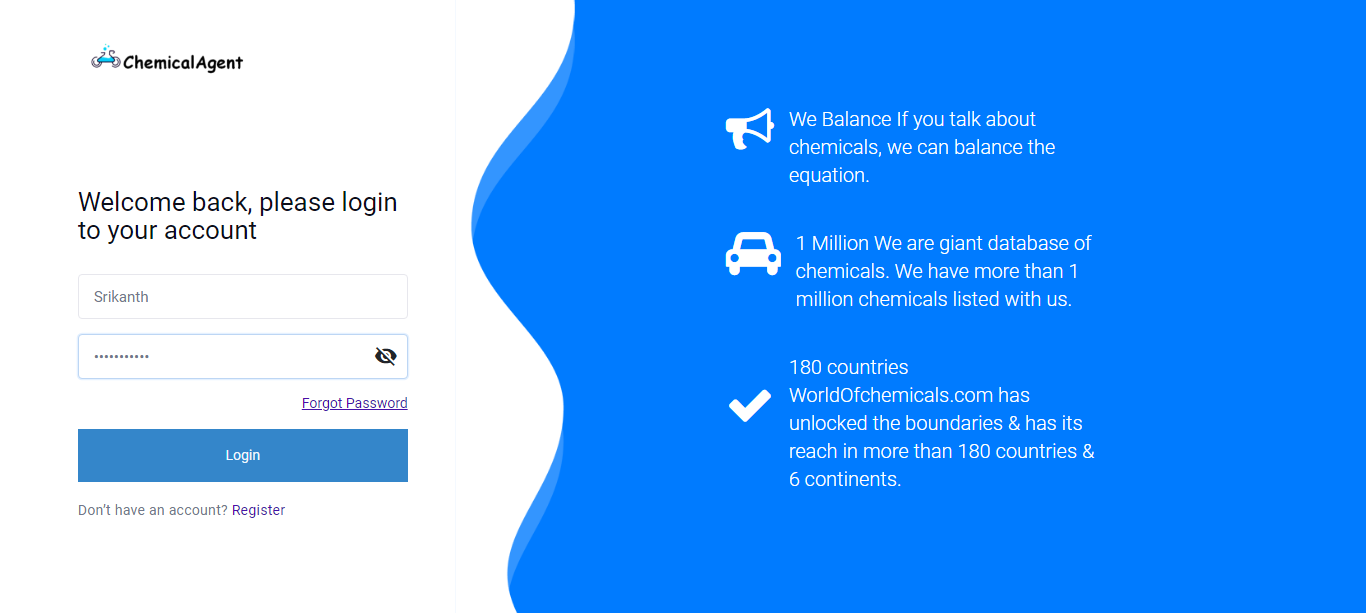 ChemicalAgent
Welcome back, please login
to your account
Srikanth
•••••••••••
Forgot Password
Login
Don't have an account? Register
We Balance If you talk about
chemicals, we can balance the
equation.
1 Million We are giant database of
chemicals. We have more than 1
million chemicals listed with us.
180 countries
WorldOfchemicals.com has
unlocked the boundaries & has its
reach in more than 180 countries &
6 continents.